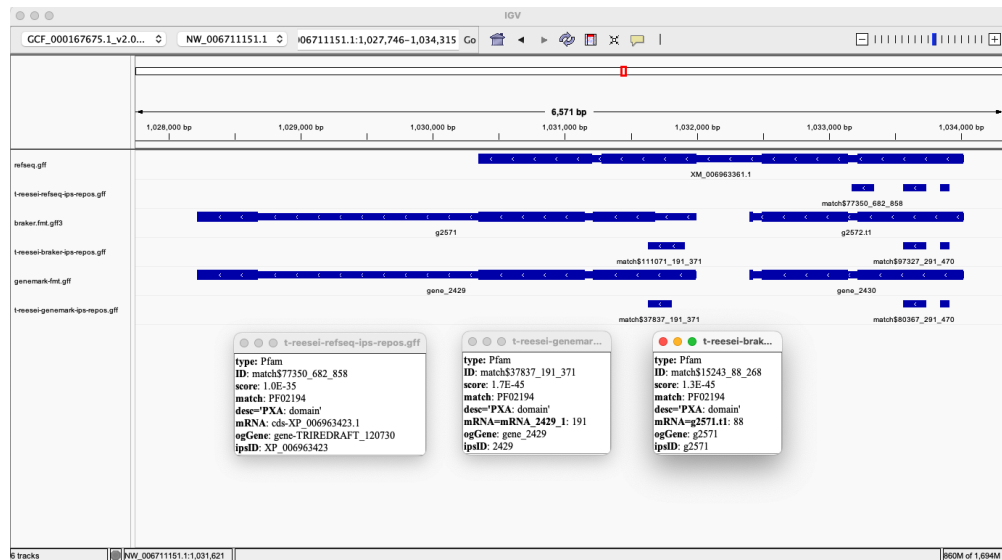 IGV
GCF_000167675.1_v2.0... NW_006711151.1 006711151.1:1,027,746-1,034,315 Go
6,571 bp
1,028,000 bp 1,029,000 bp 1,030,000 bp 1,031,000 bp 1,032,000 bp 1,033,000 bp 1,034,000 bp
refseq.gff
XM_006963361.1
t-reesei-refseq-ips-repos.gff
match$77350_682_858
braker.fmt.gff3
g2571 g2572.t1
t-reesei-braker-ips-repos.gff
match$111071_191_371 match$97327_291_470
genemark-fmt.gff
gene_2429 gene_2430
t-reesei-genemark-ips-repos.gff
match$37837_191_371 match$80367_291_470
t-reesei-refseq-ips-repos.gff
type: Pfam
ID: match$77350_682_858
score: 1.0E-35
match: PF02194
desc='PXA: domain'
mRNA: cds-XP_006963423.1
ogGene: gene-TRIREDRAFT_120730
ipsID: XP_006963423
t-reesei-genemar...
type: Pfam
ID: match$37837_191_371
score: 1.7E-45
match: PF02194
desc='PXA: domain'
mRNA=mRNA_2429_1: 191
ogGene: gene_2429
ipsID: 2429
t-reesei-brak...
type: Pfam
ID: match$15243_88_268
score: 1.3E-45
match: PF02194
desc='PXA: domain'
mRNA=g2571.t1: 88
ogGene: g2571
ipsID: g2571
6 tracks NW_006711151.1:1,031,621 860M of 1,694M